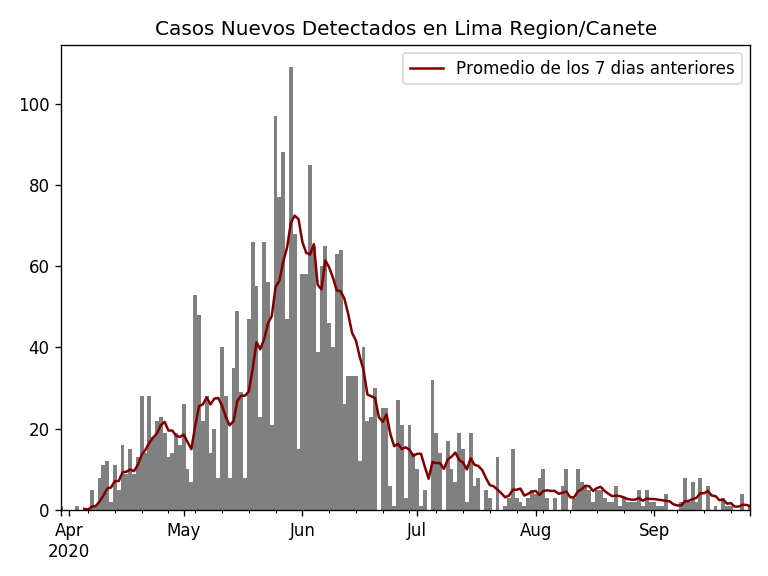 Casos Nuevos Detectados en Lima Region/Canete
Promedio de los 7 dias anteriores
100
80
60
40
20
0
Apr May Jun Jul Aug Sep
2020